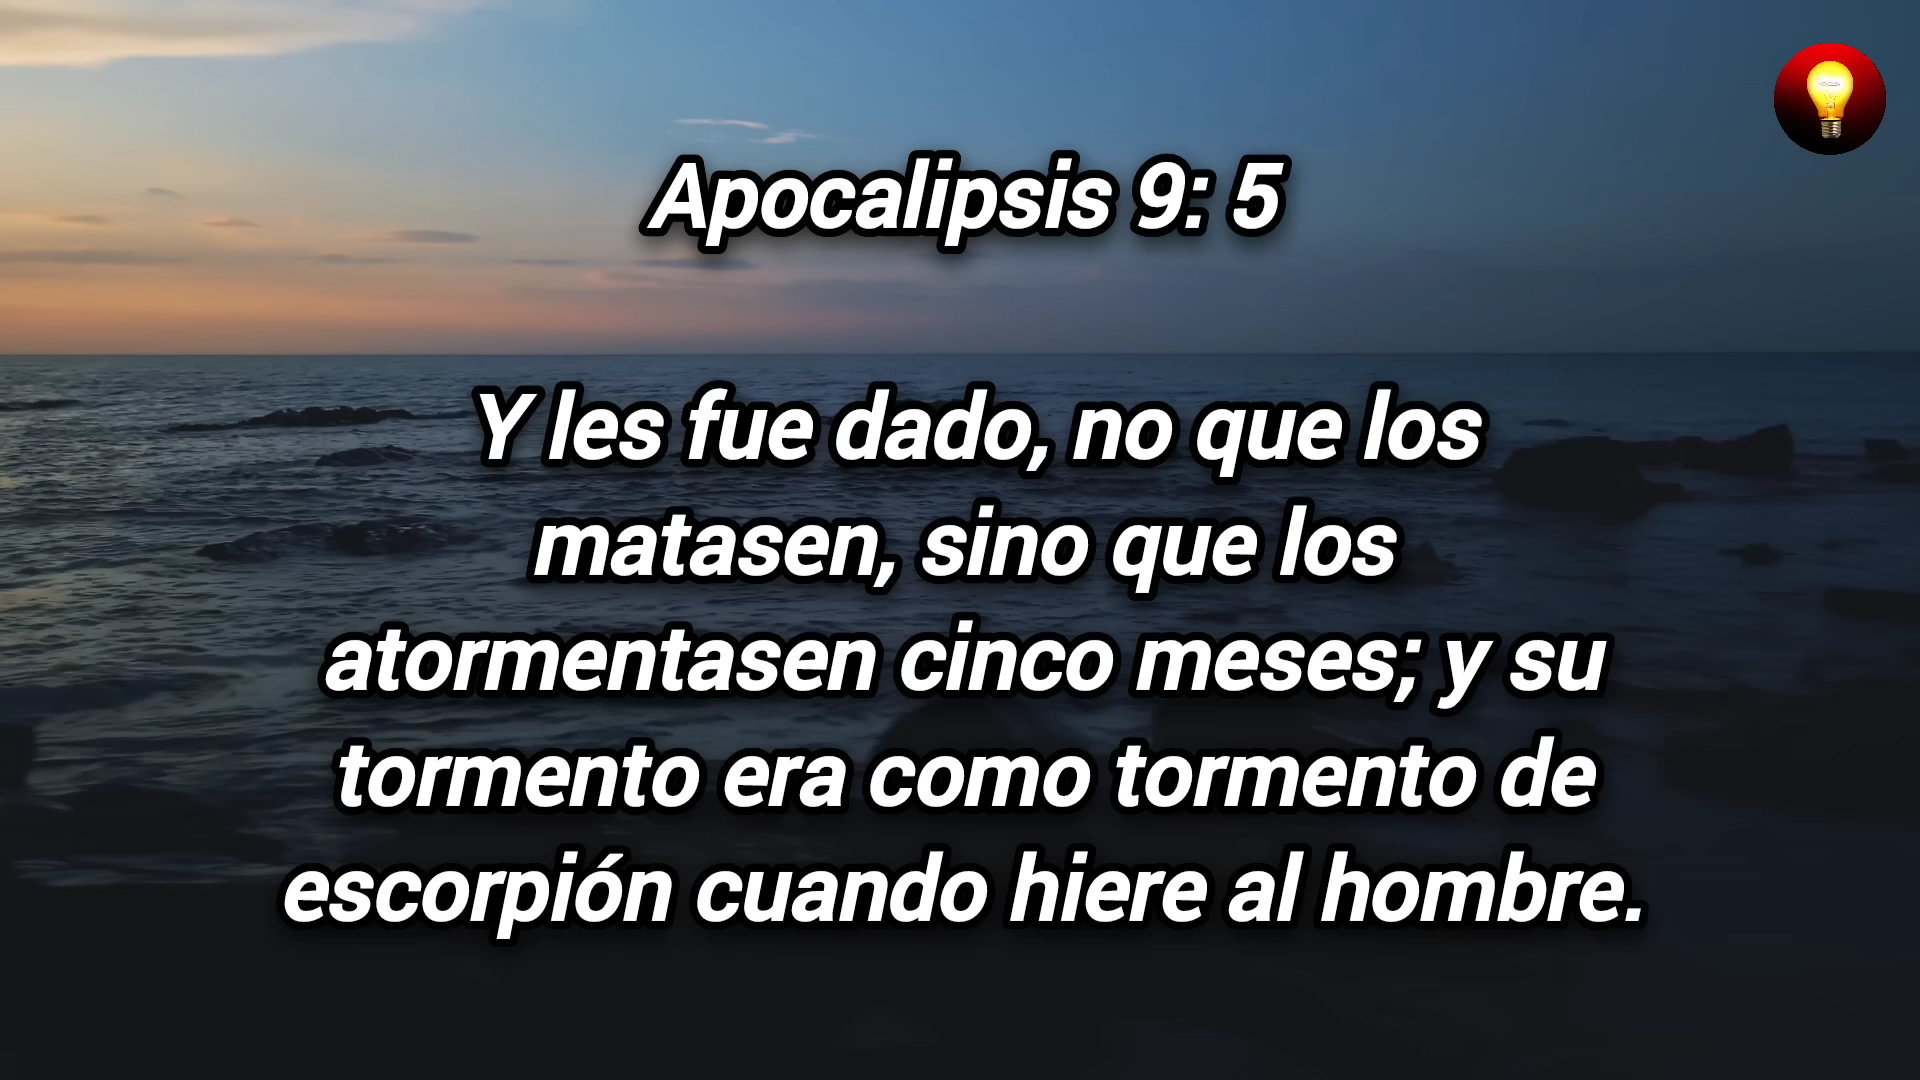 Apocalipsis 9: 5
Y les fue dado, no que los
matasen, sino que los
atormentasen cinco meses; y su
tormento era como tormento de
escorpión cuando hiere al hombre.